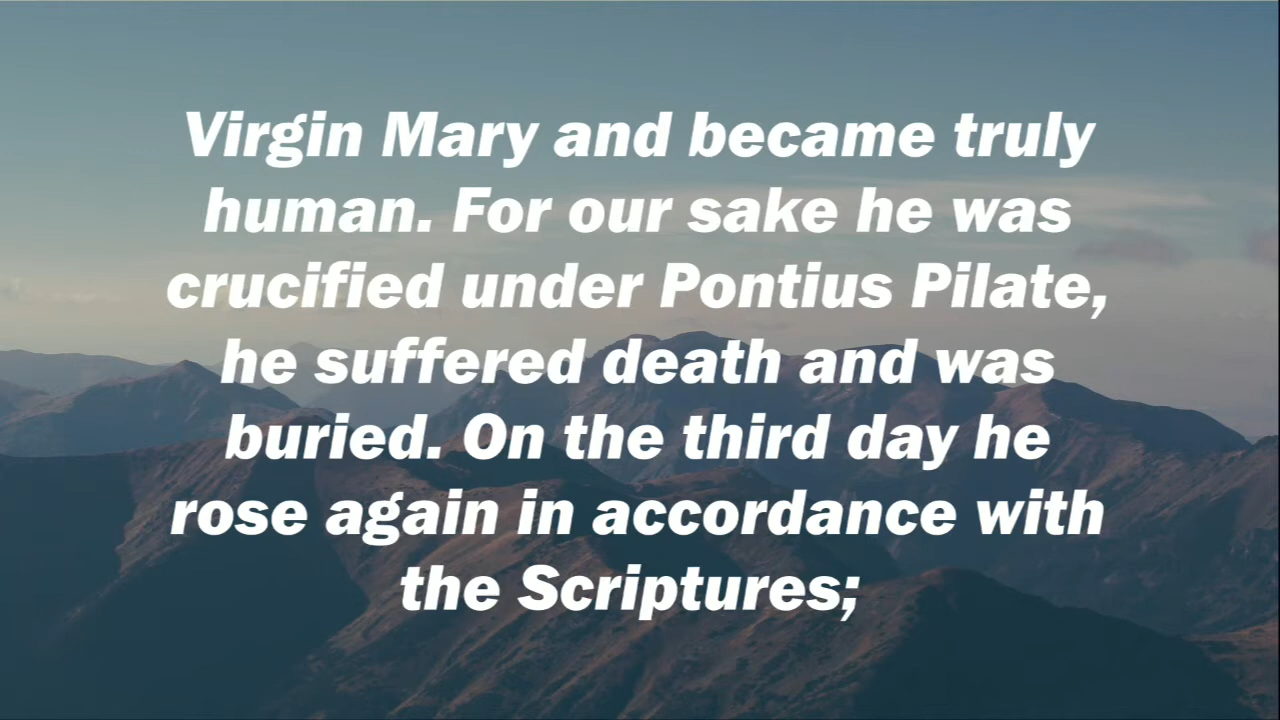 Virgin Mary and became truly
human. For our sake he was
crucified under Pontius Pilate,
he suffered death and was
buried. On the third day he
rose again in accordance with
the Scriptures;